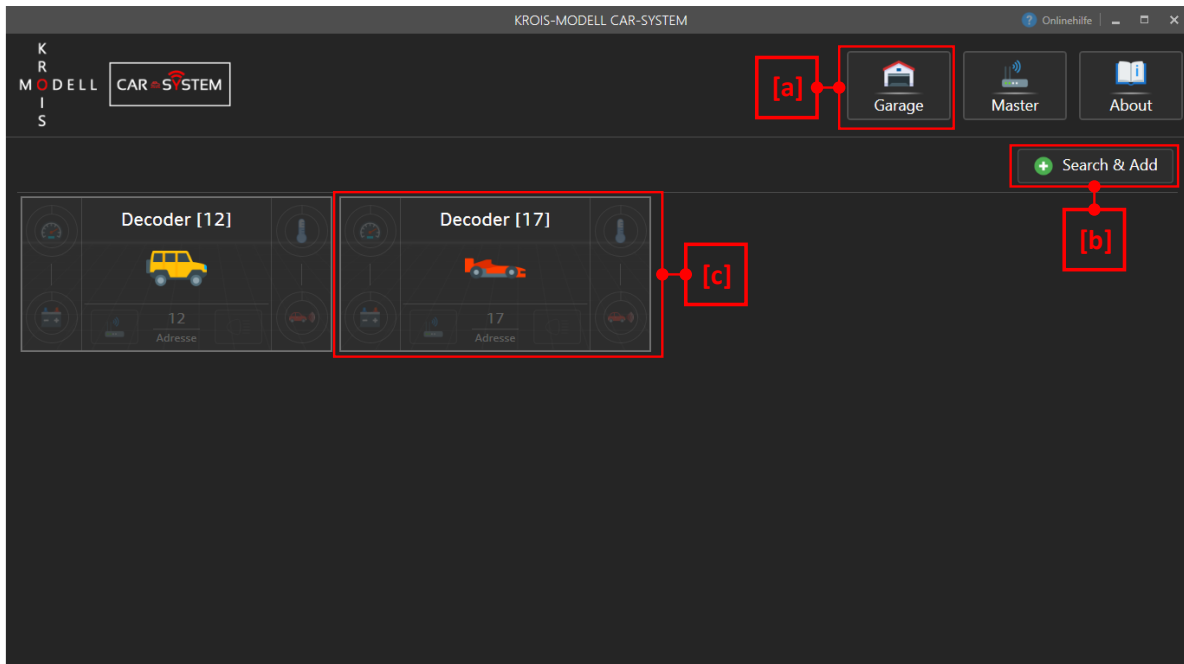 KROIS-MODELL CAR-SYSTEM
Onlinehilfe
KROIS
MODELL
CAR SYSTEM
[a]
Garage
Master
About
Search & Add
[b]
Decoder [12]
12
Adresse
Decoder [17]
17
Adresse
[c]